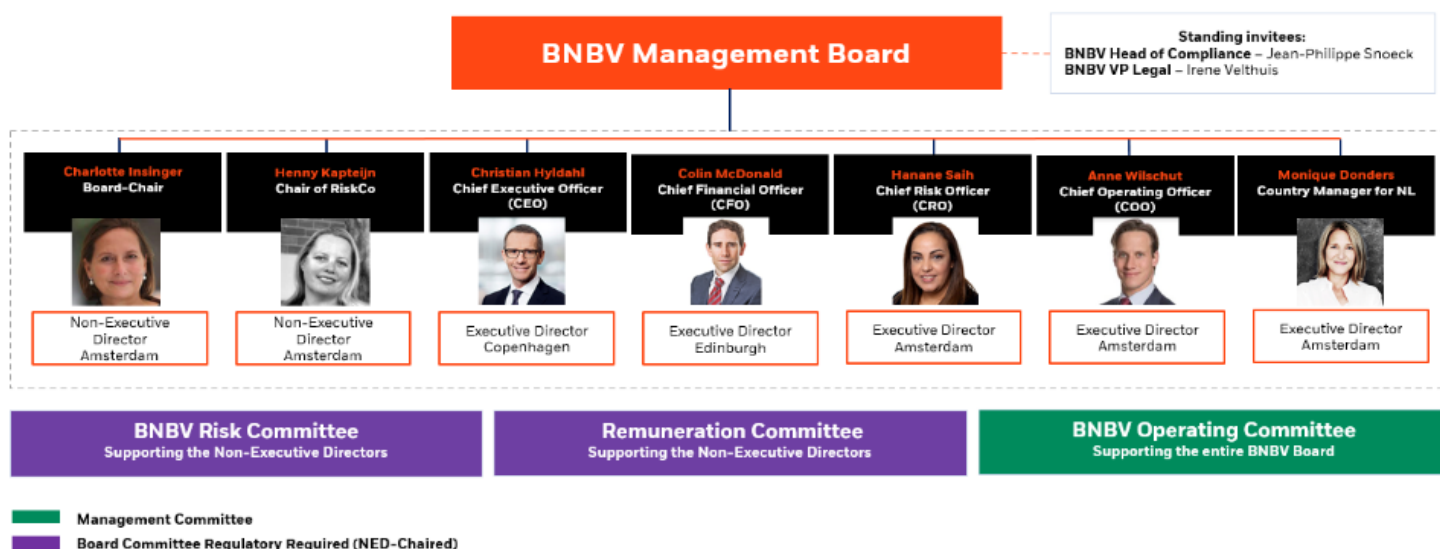 BNBV Management Board
Standing invitees:
BNBV Head of Compliance – Jean-Philippe Snoeck
BNBV VP Legal – Irene Velthuis
Charlotte Insinger
Board-Chair
Henny Kapteijn
Chair of RiskCo
Christian Hyldahl
Chief Executive Officer
(CEO)
Colin McDonald
Chief Financial Officer
(CFO)
Hanane Saih
Chief Risk Officer
(CRO)
Anne Wilschut
Chief Operating Officer
(COO)
Monique Donders
Country Manager for NL
Non-Executive
Director
Amsterdam
Non-Executive
Director
Amsterdam
Executive Director
Copenhagen
Executive Director
Edinburgh
Executive Director
Amsterdam
Executive Director
Amsterdam
Executive Director
Amsterdam
BNBV Risk Committee
Supporting the Non-Executive Directors
Remuneration Committee
Supporting the Non-Executive Directors
BNBV Operating Committee
Supporting the entire BNBV Board
Management Committee
Board Committee Regulatory Required (NED-Chaired)